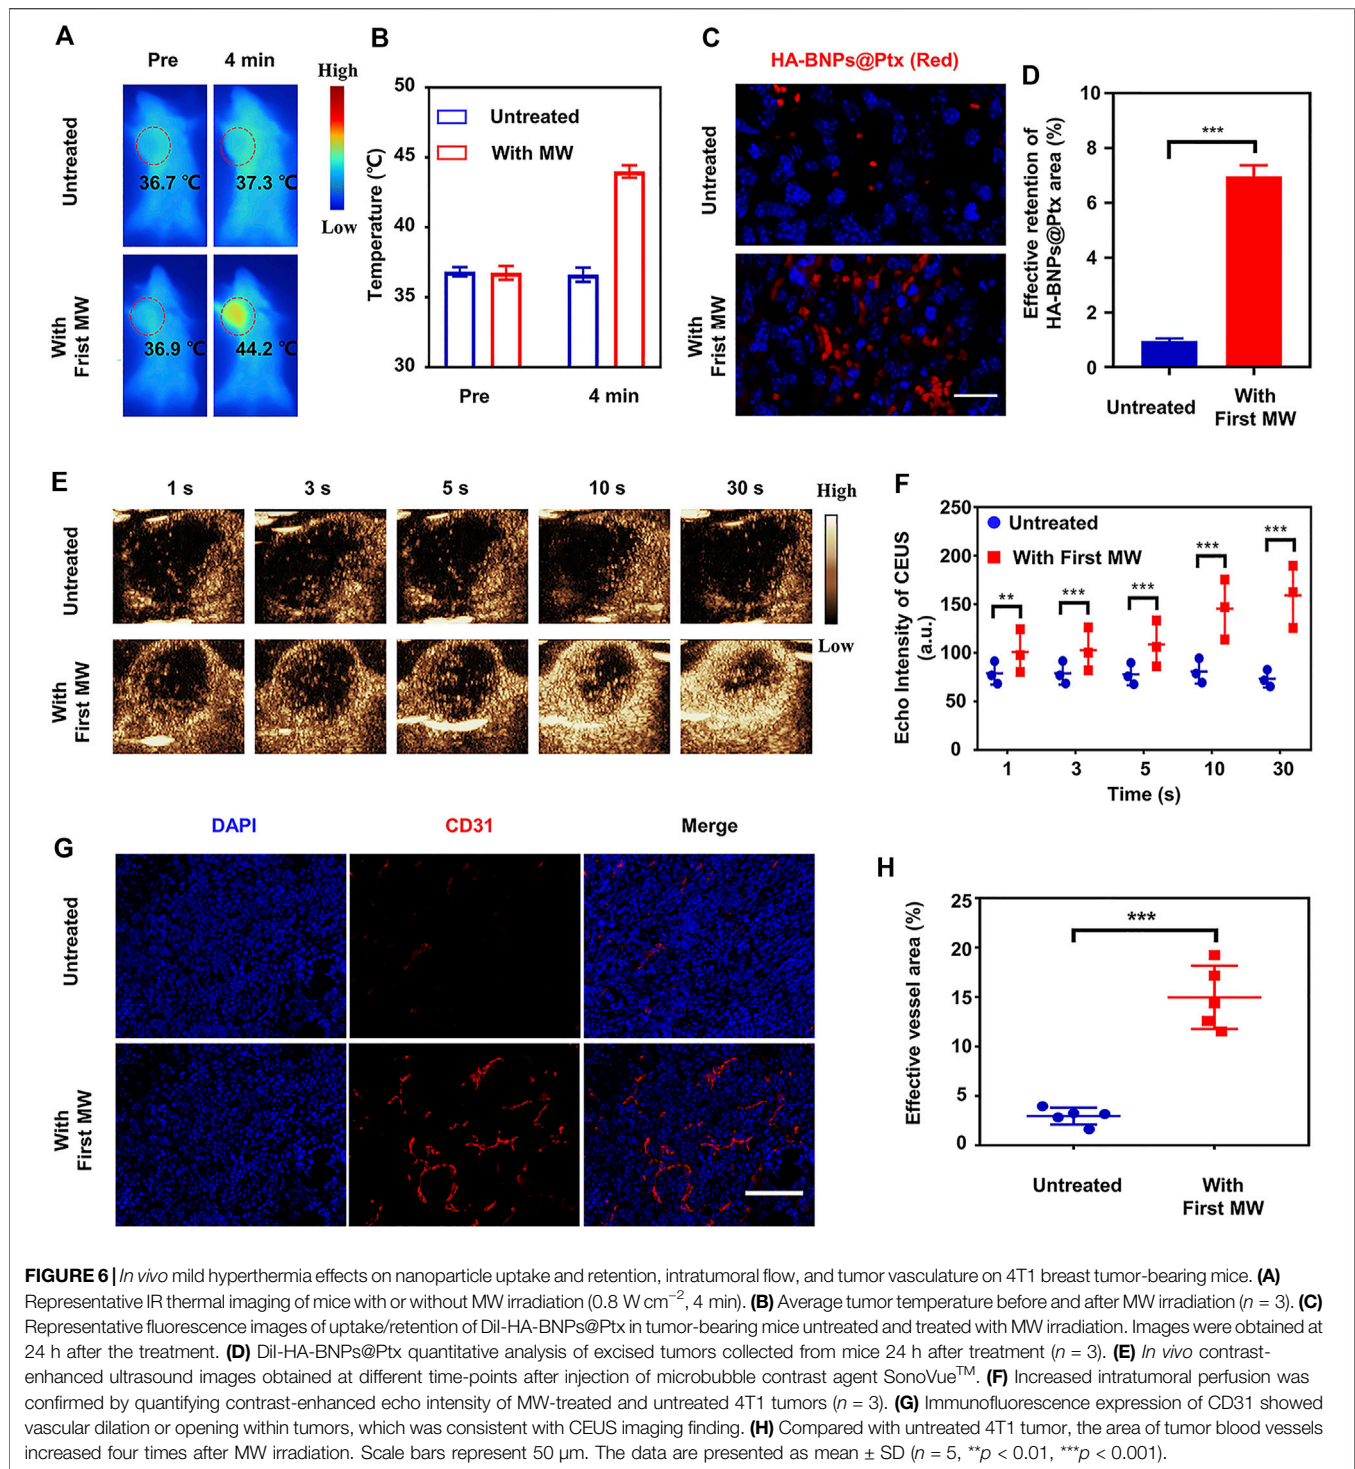 A
Pre
4 min
High
Low
Untreated
36.7 ℃
37.3 ℃
With
Frist MW
36.9 ℃
44.2 ℃
B
Temperature (℃)
50
45
40
35
30
Untreated
With MW
Pre
4 min
C
HA-BNPs@Ptx (Red)
Untreated
With
Frist MW
D
Effective retention of
HA-BNPs@Ptx area (%)
10
8
6
4
2
0
***
Untreated
With
First MW
E
1 s
3 s
5 s
10 s
30 s
High
Low
Untreated
With
First MW
F
Echo Intensity of CEUS
(a.u.)
250
200
150
100
50
0
Untreated
With First MW
**
***
***
***
***
1
3
5
10
30
Time (s)
G
DAPI
CD31
Merge
Untreated
With
First MW
H
Effective vessel area (%)
25
20
15
10
5
0
***
Untreated
With
First MW
FIGURE 6 | In vivo mild hyperthermia effects on nanoparticle uptake and retention, intratumoral flow, and tumor vasculature on 4T1 breast tumor-bearing mice. (A)
Representative IR thermal imaging of mice with or without MW irradiation (0.8 W cm⁻², 4 min). (B) Average tumor temperature before and after MW irradiation (n = 3). (C)
Representative fluorescence images of uptake/retention of DiI-HA-BNPs@Ptx in tumor-bearing mice untreated and treated with MW irradiation. Images were obtained at
24 h after the treatment. (D) DiI-HA-BNPs@Ptx quantitative analysis of excised tumors collected from mice 24 h after treatment (n = 3). (E) In vivo contrast-
enhanced ultrasound images obtained at different time-points after injection of microbubble contrast agent SonoVue™. (F) Increased intratumoral perfusion was
confirmed by quantifying contrast-enhanced echo intensity of MW-treated and untreated 4T1 tumors (n = 3). (G) Immunofluorescence expression of CD31 showed
vascular dilation or opening within tumors, which was consistent with CEUS imaging finding. (H) Compared with untreated 4T1 tumor, the area of tumor blood vessels
increased four times after MW irradiation. Scale bars represent 50 μm. The data are presented as mean ± SD (n = 5, **p < 0.01, ***p < 0.001).